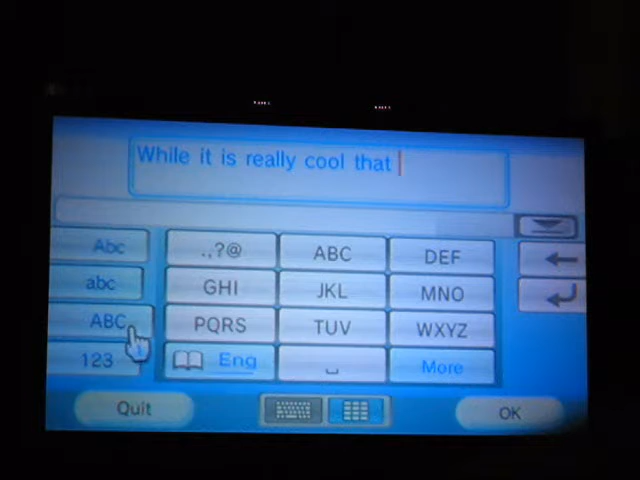 While it is really cool that
Abc
.,?@
ABC
DEF
abc
GHI
JKL
MNO
ABC
PQRS
TUV
WXYZ
123
Eng
More
Quit
OK